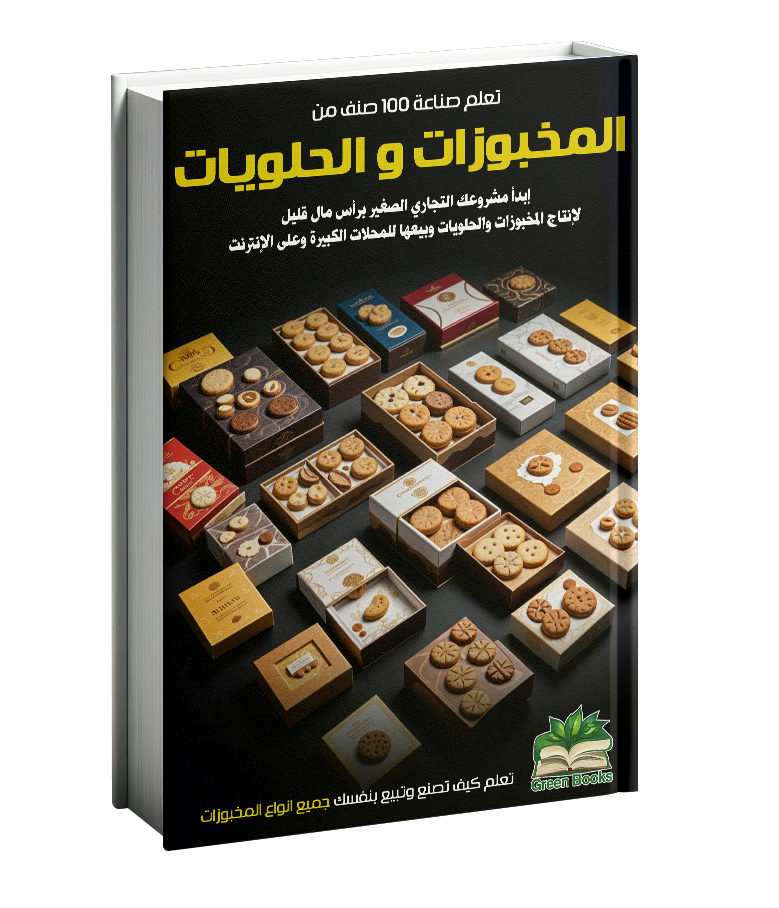 تعلم صناعة 100 صنف من
المخبوزات و الحلويات
إبدأ مشروعك التجاري الصغير برأس مال قليل
لإنتاج المخبوزات والحلويات وبيعها للمحلات الكبيرة وعلى الإنترنت
Green Books
تعلم كيف تصنع وتبيع بنفسك جميع انواع المخبوزات